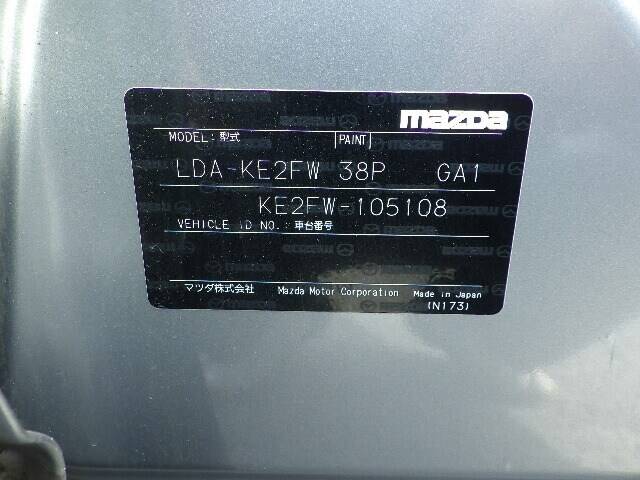 mazda
MODEL:型式 PAINT
LDA-KE2FW 38P GA1
KE2FW-105108
VEHICLE ID NO.:車台番号
マツダ株式会社 Mazda Motor Corporation Made in Japan
(N173)